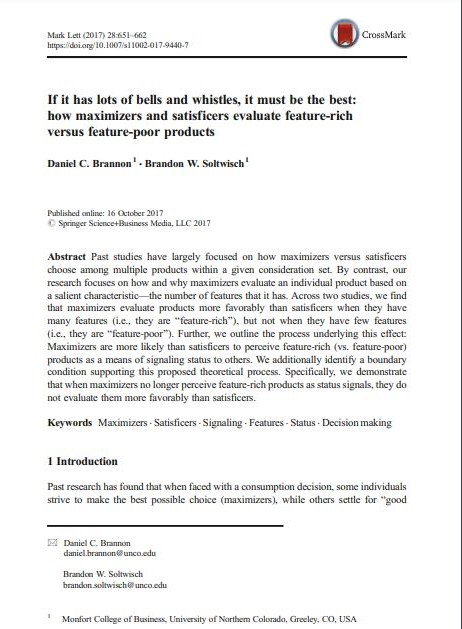 Mark Lett (2017) 28:651–662
https://doi.org/10.1007/s11002-017-9440-7
CrossMark
If it has lots of bells and whistles, it must be the best:
how maximizers and satisficers evaluate feature-rich
versus feature-poor products
Daniel C. Brannon1 · Brandon W. Soltwisch1
Published online: 16 October 2017
© Springer Science+Business Media, LLC 2017
Abstract Past studies have largely focused on how maximizers versus satisficers
choose among multiple products within a given consideration set. By contrast, our
research focuses on how and why maximizers evaluate an individual product based on
a salient characteristic—the number of features that it has. Across two studies, we find
that maximizers evaluate products more favorably than satisficers when they have
many features (i.e., they are “feature-rich”), but not when they have few features
(i.e., they are “feature-poor”). Further, we outline the process underlying this effect:
Maximizers are more likely than satisficers to perceive feature-rich (vs. feature-poor)
products as a means of signaling status to others. We additionally identify a boundary
condition supporting this proposed theoretical process. Specifically, we demonstrate
that when maximizers no longer perceive feature-rich products as status signals, they do
not evaluate them more favorably than satisficers.
Keywords Maximizers · Satisficers · Signaling · Features · Status · Decision making
1 Introduction
Past research has found that when faced with a consumption decision, some individuals
strive to make the best possible choice (maximizers), while others settle for “good
Daniel C. Brannon
daniel.brannon@unco.edu
Brandon W. Soltwisch
brandon.soltwisch@unco.edu
1 Monfort College of Business, University of Northern Colorado, Greeley, CO, USA